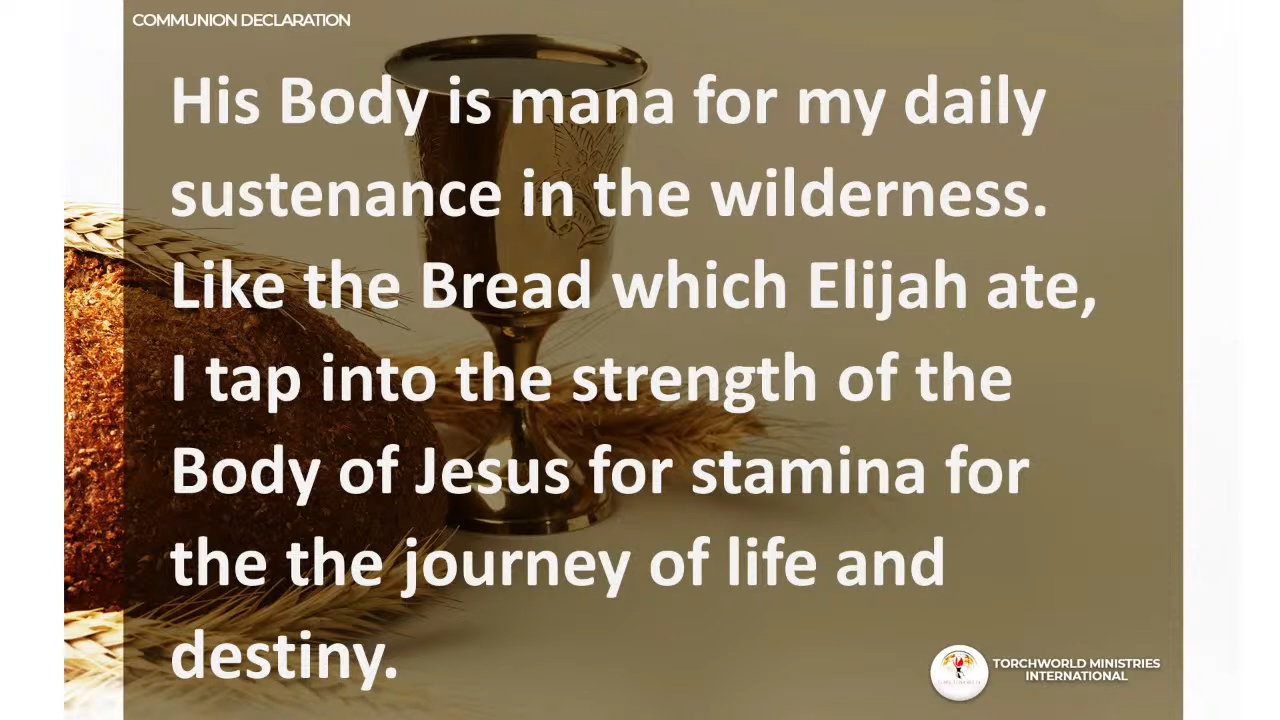 COMMUNION DECLARATION
His Body is mana for my daily
sustenance in the wilderness.
Like the Bread which Elijah ate,
I tap into the strength of the
Body of Jesus for stamina for
the the journey of life and
destiny.
TORCHWORLD MINISTRIES
INTERNATIONAL